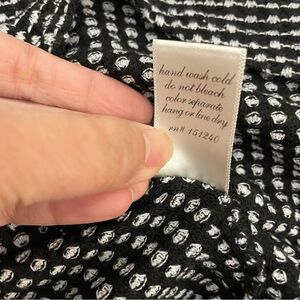 hand wash cold
do not bleach
color separate
hang or line dry
rn# 151240